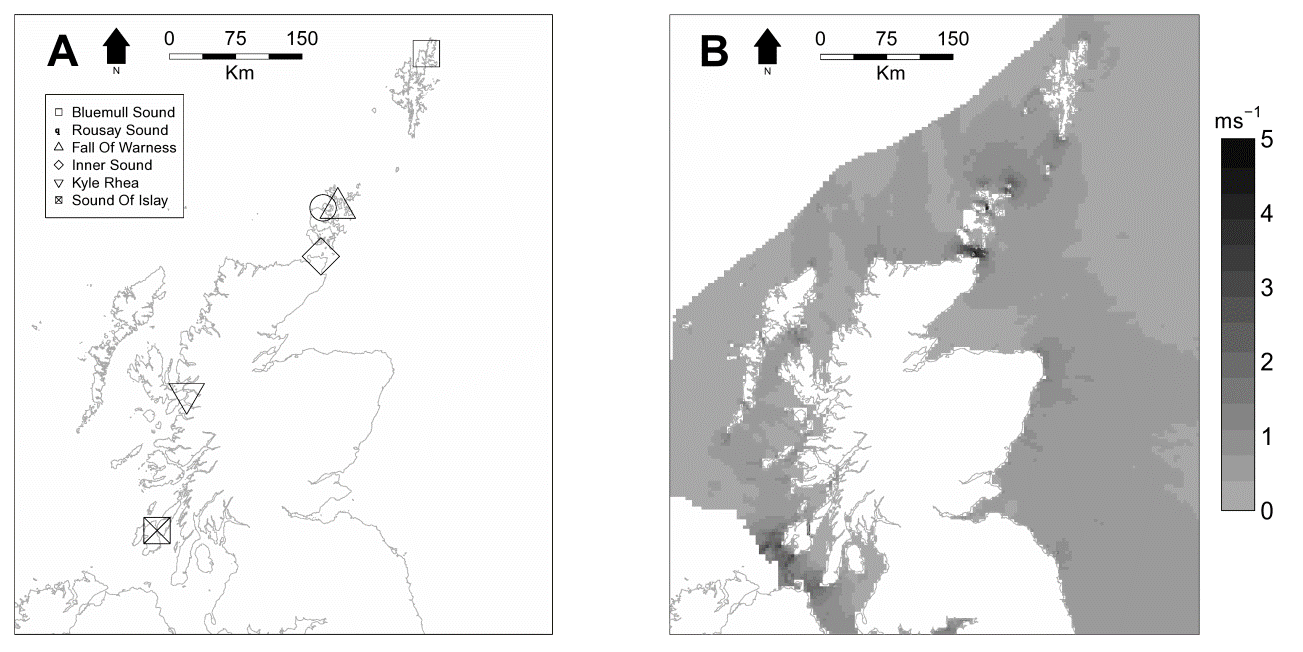 A
N
0 75 150
Km
Bluemull Sound
Rousay Sound
Fall Of Warness
Inner Sound
Kyle Rhea
Sound Of Islay
B
N
0 75 150
Km
ms⁻¹
5
4
3
2
1
0